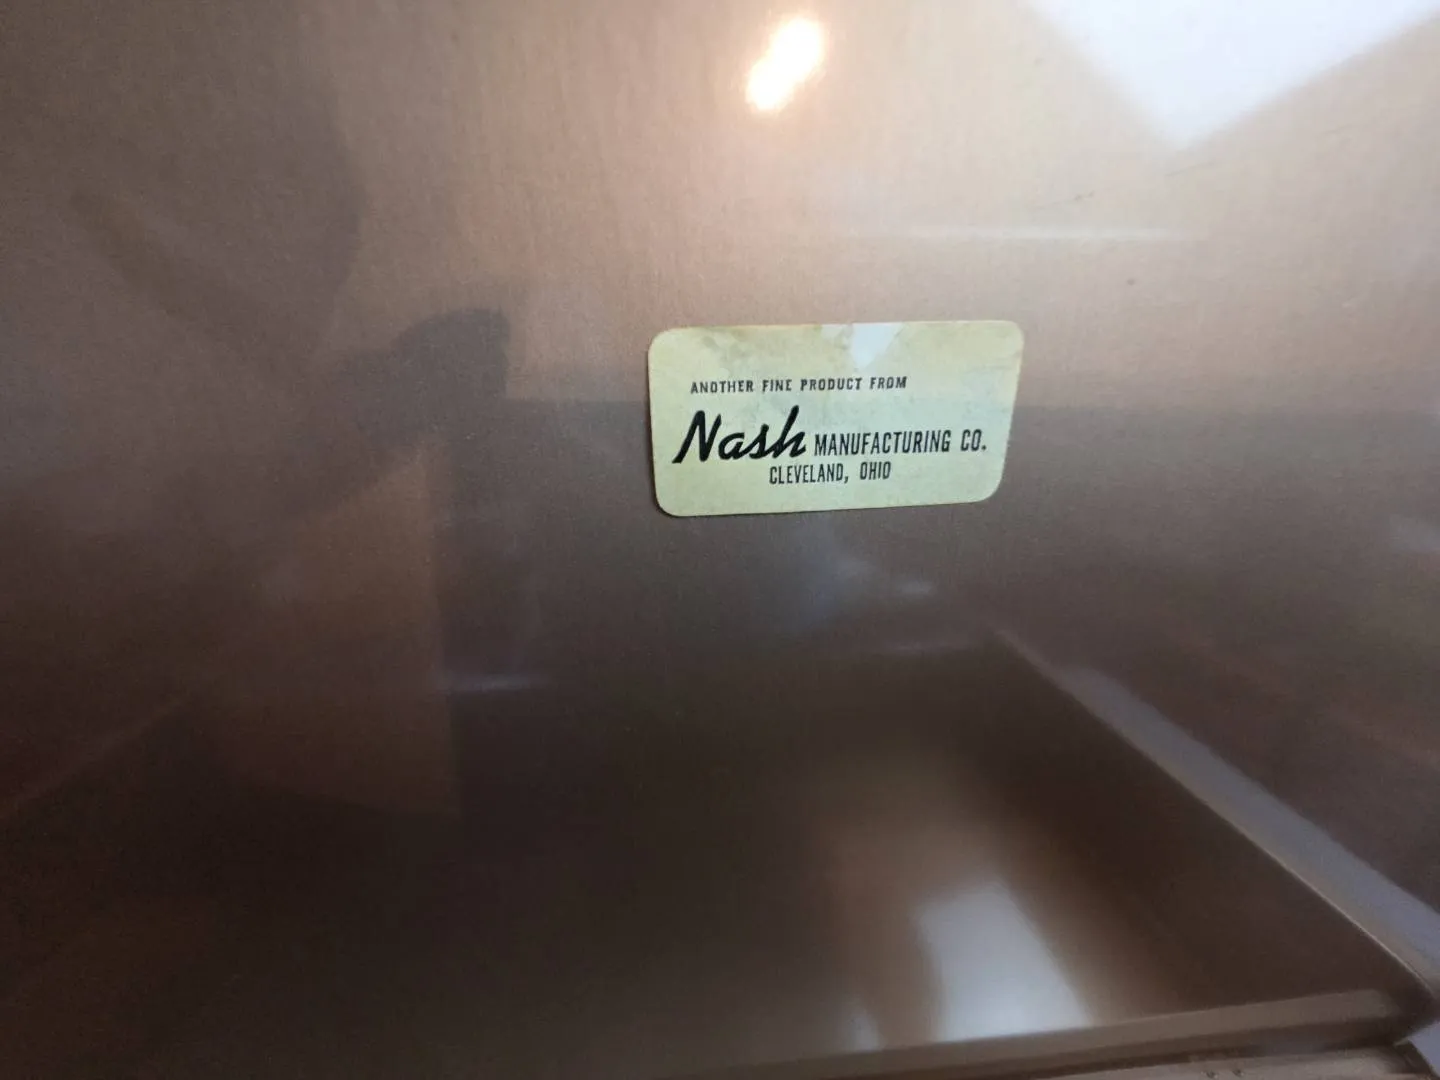 ANOTHER FINE PRODUCT FROM
Nash MANUFACTURING CO.
CLEVELAND, OHIO